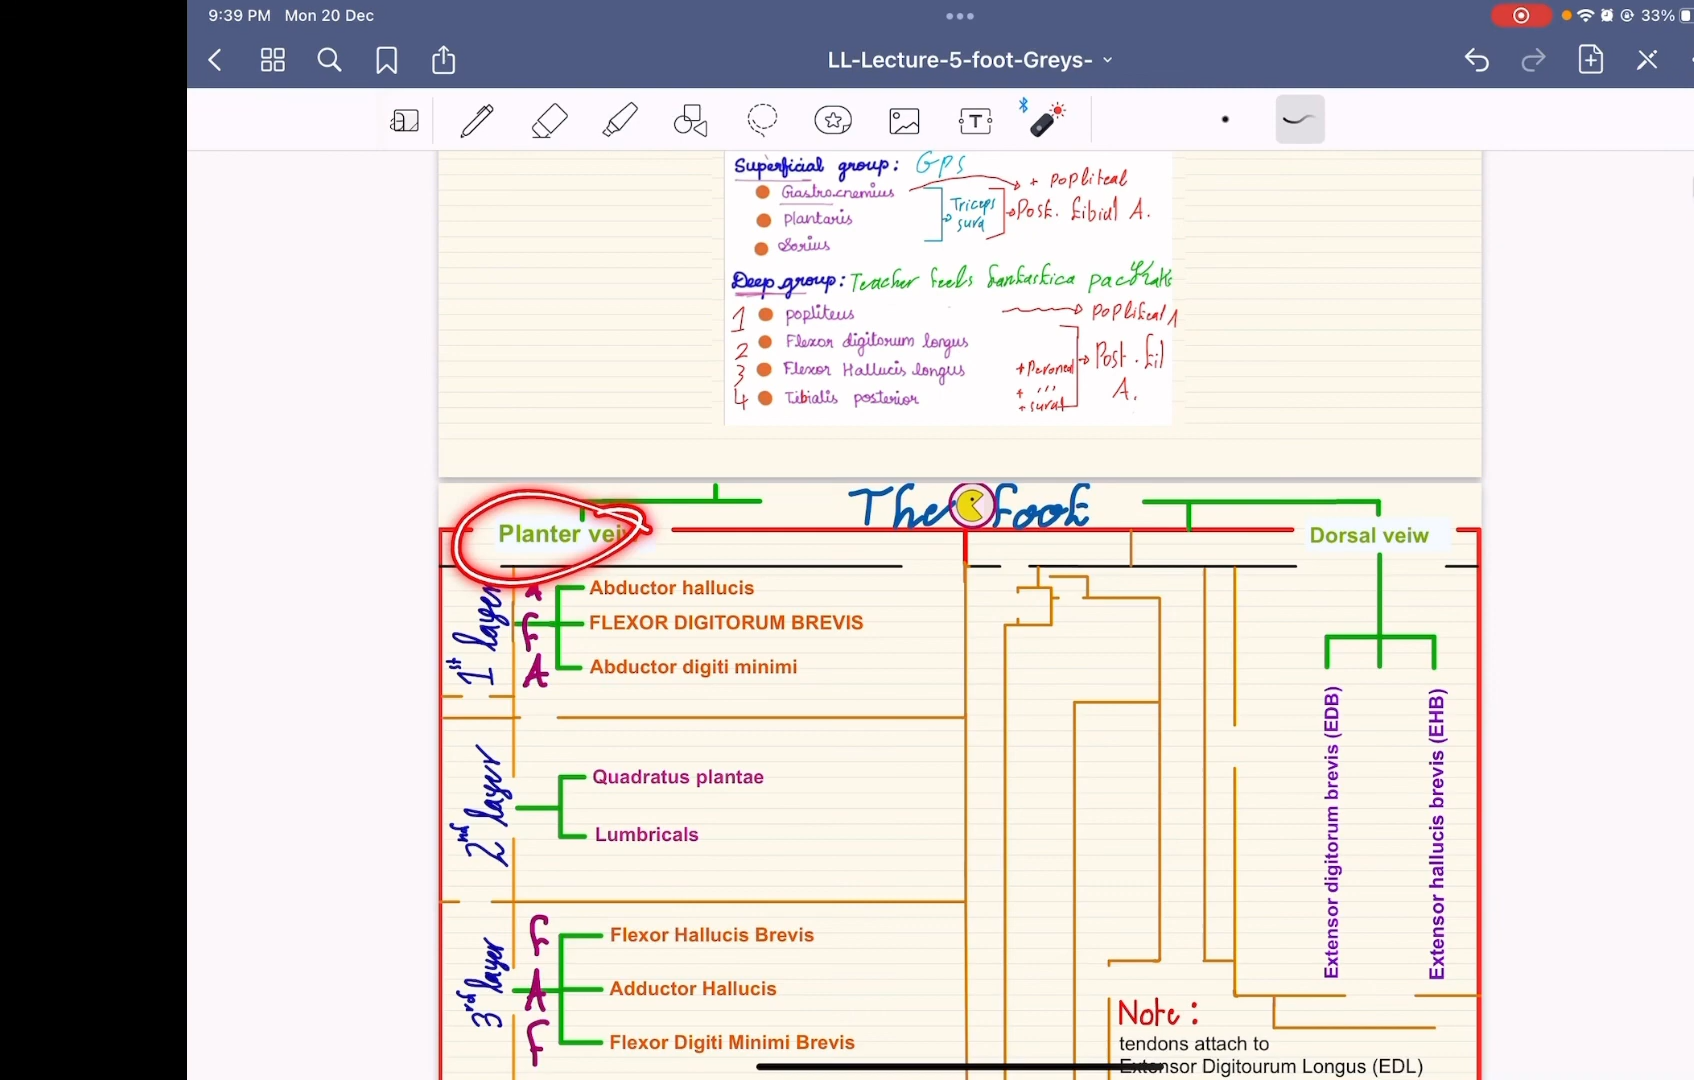 9:39 PM Mon 20 Dec
33%
LL-Lecture-5-foot-Greys-
Superficial group: Gps
Gastrocnemius
+ popliteal
plantaris
Triceps sura
Post. tibial A.
Sorius
Deep group: Teacher feels fantastica
1 popliteus
popliteal A
2 Flexor digitorum longus
3 Flexor Hallucis longus
+ Peroneal
+ sural
Post. til A.
4 Tibialis posterior
The foot
Planter vei
Dorsal veiw
1st layer
A Abductor hallucis
F FLEXOR DIGITORUM BREVIS
A Abductor digiti minimi
2nd layer
Quadratus plantae
Lumbricals
3rd layer
F Flexor Hallucis Brevis
A Adductor Hallucis
F Flexor Digiti Minimi Brevis
Extensor digitorum brevis (EDB)
Extensor hallucis brevis (EHB)
Note:
tendons attach to
Extensor Digitourum Longus (EDL)